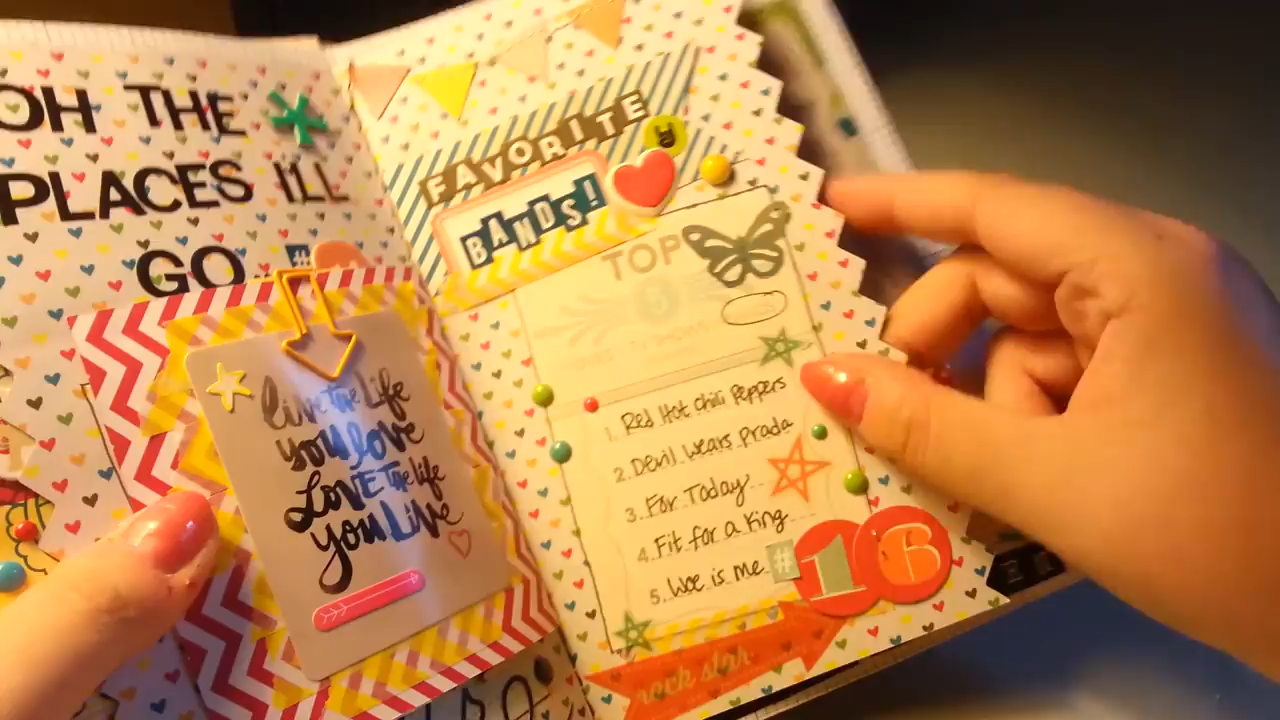 OH THE
PLACES I'LL
GO...
#
live the life
you love
LOVE the life
you Live
FAVORITE
BANDS!
TOP
5
1. Red Hot Chili Peppers
2. Devil Wears Prada
3. For Today
4. Fit for a King
5. Woe is me
#16
rock star